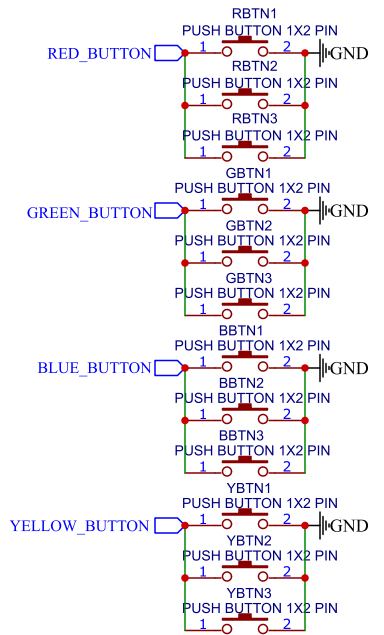 RBTN1
PUSH BUTTON 1X2 PIN
RED_BUTTON 1 2 GND
RBTN2
PUSH BUTTON 1X2 PIN
1 2
RBTN3
PUSH BUTTON 1X2 PIN
1 2
GBTN1
PUSH BUTTON 1X2 PIN
GREEN_BUTTON 1 2 GND
GBTN2
PUSH BUTTON 1X2 PIN
1 2
GBTN3
PUSH BUTTON 1X2 PIN
1 2
BBTN1
PUSH BUTTON 1X2 PIN
BLUE_BUTTON 1 2 GND
BBTN2
PUSH BUTTON 1X2 PIN
1 2
BBTN3
PUSH BUTTON 1X2 PIN
1 2
YBTN1
PUSH BUTTON 1X2 PIN
YELLOW_BUTTON 1 2 GND
YBTN2
PUSH BUTTON 1X2 PIN
1 2
YBTN3
PUSH BUTTON 1X2 PIN
1 2